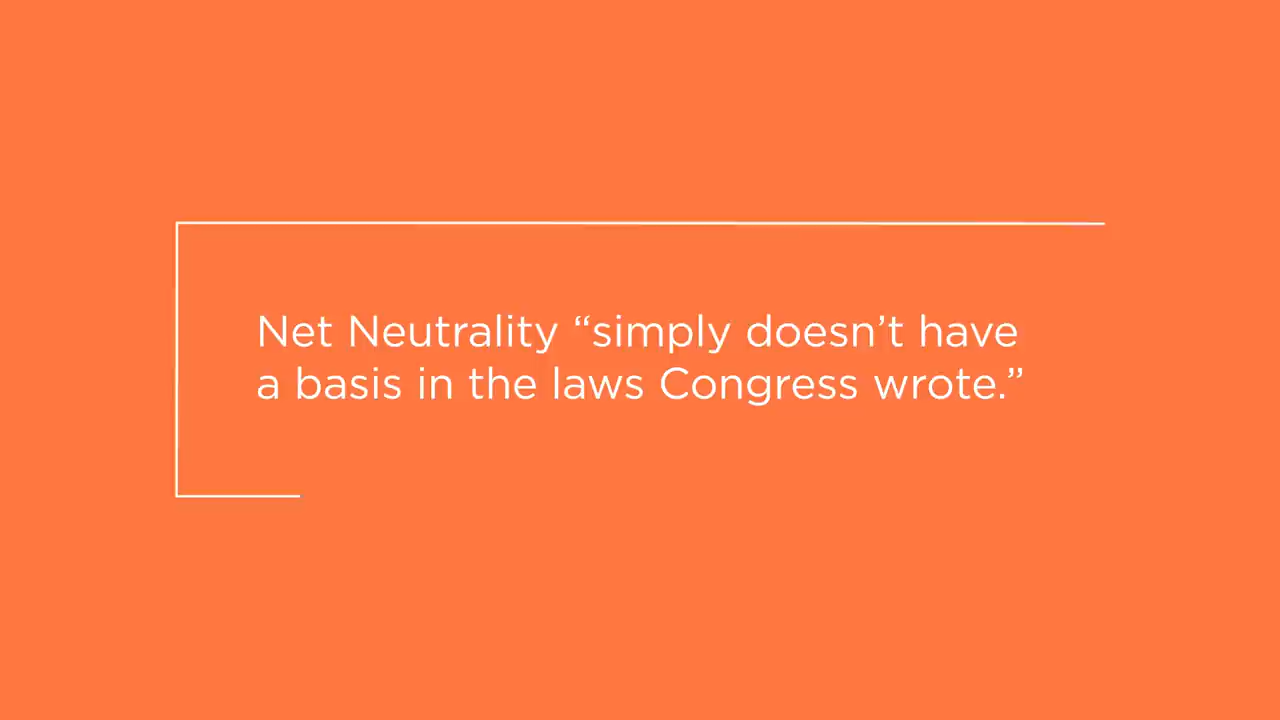 Net Neutrality “simply doesn’t have
a basis in the laws Congress wrote.”